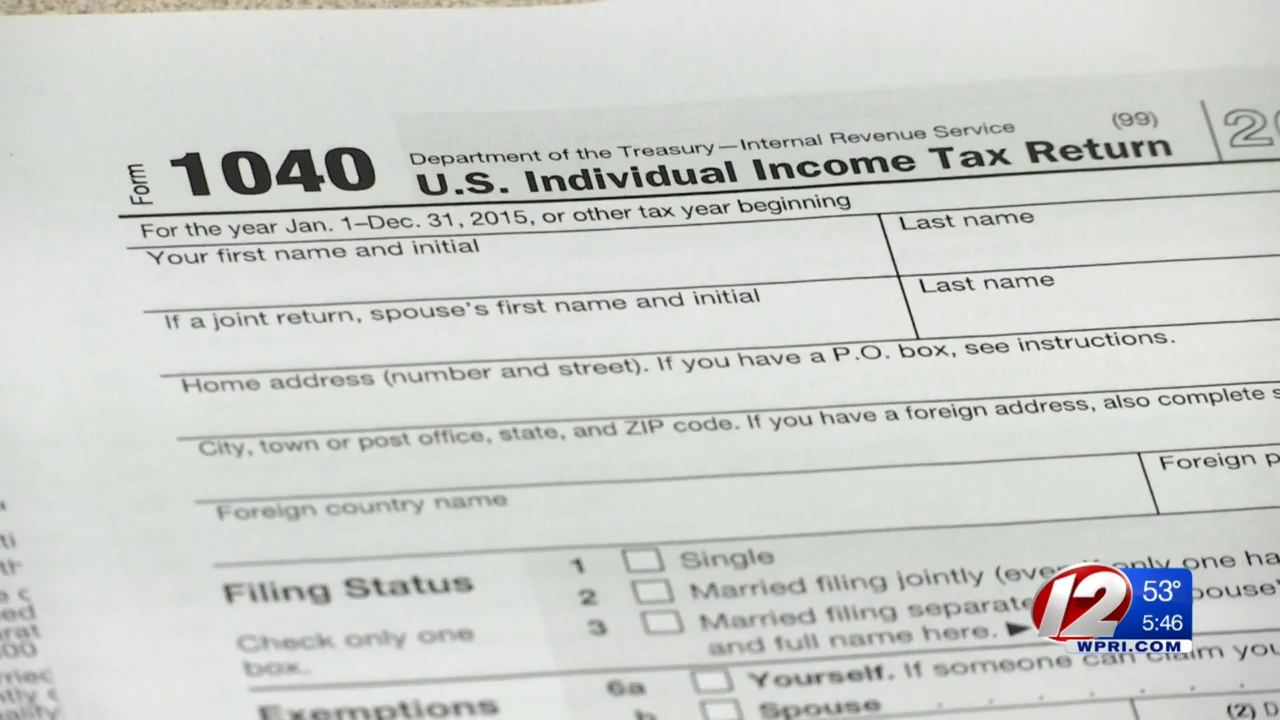 Form 1040
Department of the Treasury—Internal Revenue Service (99)
U.S. Individual Income Tax Return
For the year Jan. 1–Dec. 31, 2015, or other tax year beginning
Your first name and initial
Last name
If a joint return, spouse's first name and initial
Last name
Home address (number and street). If you have a P.O. box, see instructions.
City, town or post office, state, and ZIP code. If you have a foreign address, also complete
Foreign country name
Foreign
Filing Status
Check only one
box.
1 Single
2 Married filing jointly (even if only one
3 Married filing
and full name here. ►
Exemptions
6a Yourself. If someone can claim you
b Spouse
(2)
12
53°
5:46
WPRI.COM